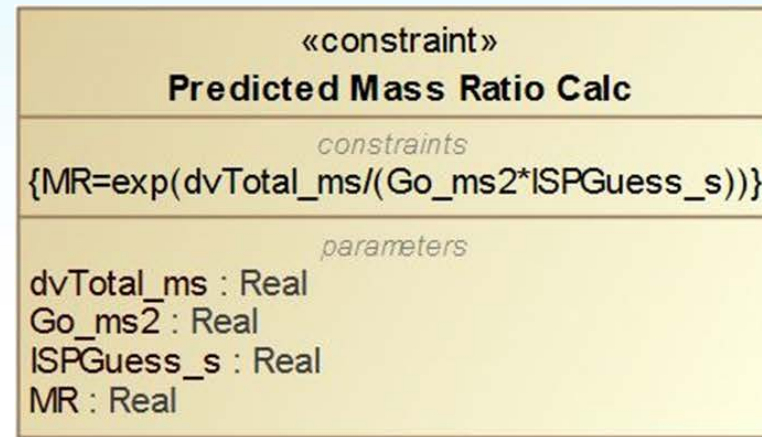 «constraint»
Predicted Mass Ratio Calc
constraints
{MR=exp(dvTotal_ms/(Go_ms2*ISPGuess_s))}
parameters
dvTotal_ms : Real
Go_ms2 : Real
ISPGuess_s : Real
MR : Real